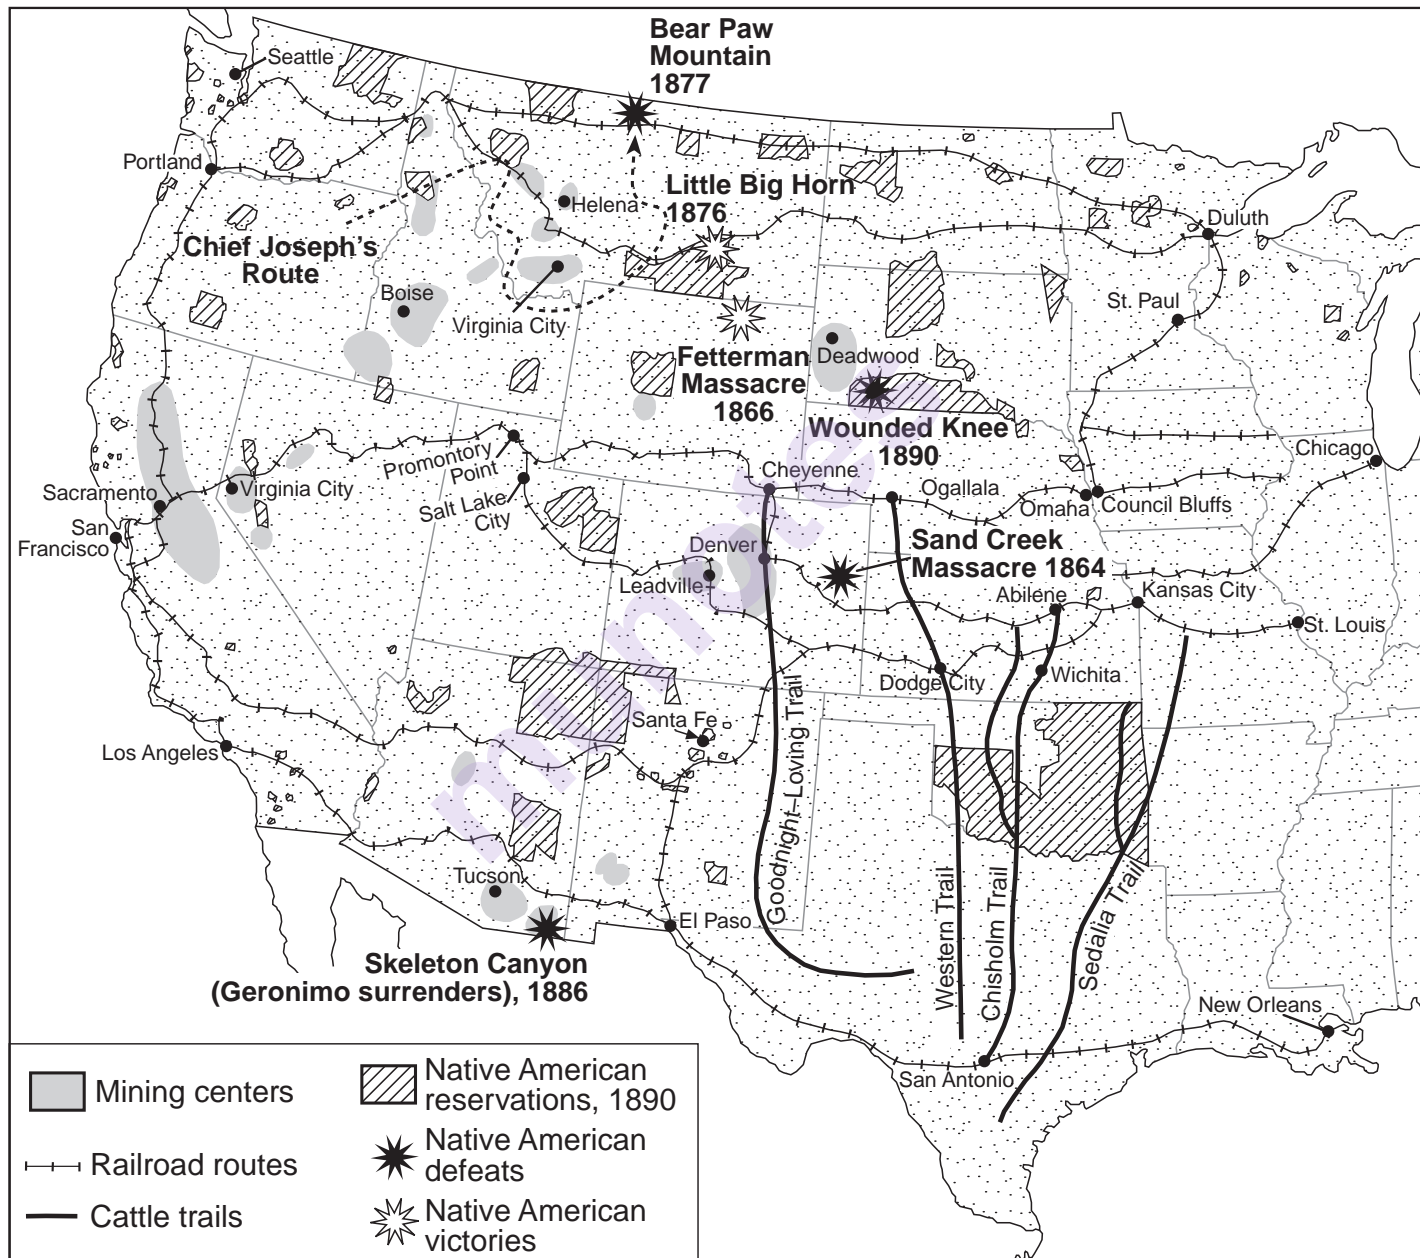 Bear Paw
Mountain
1877
Seattle
Portland
Helena
Little Big Horn
1876
Duluth
Chief Joseph's
Route
Boise
Virginia City
St. Paul
Deadwood
Fetterman
Massacre
1866
Wounded Knee
1890
Promontory
Point
Cheyenne
Chicago
Sacramento
Virginia City
Salt Lake
City
Ogallala
Omaha
Council Bluffs
San
Francisco
Denver
Sand Creek
Massacre 1864
Leadville
Abilene
Kansas City
St. Louis
Dodge City
Wichita
Santa Fe
Los Angeles
Goodnight–Loving Trail
Western Trail
Chisholm Trail
Sedalia Trail
Tucson
El Paso
Skeleton Canyon
(Geronimo surrenders), 1886
New Orleans
San Antonio
Mining centers
Railroad routes
Cattle trails
Native American
reservations, 1890
Native American
defeats
Native American
victories